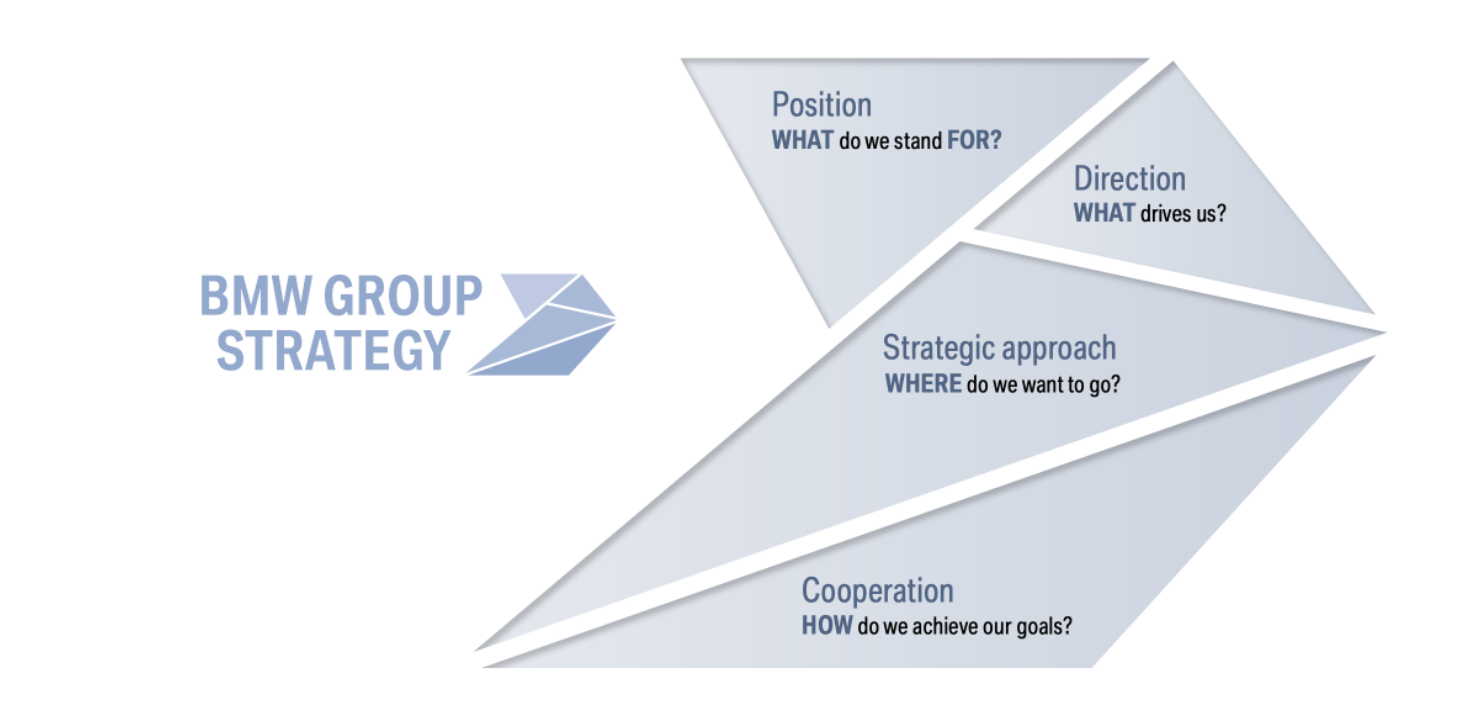 BMW GROUP
STRATEGY
Position
WHAT do we stand FOR?
Direction
WHAT drives us?
Strategic approach
WHERE do we want to go?
Cooperation
HOW do we achieve our goals?